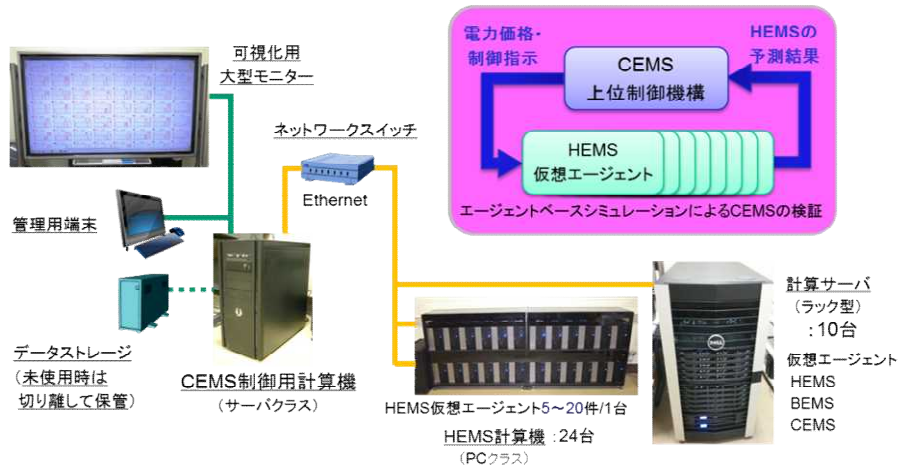 可視化用
大型モニター
ネットワークスイッチ
Ethernet
管理用端末
データストレージ
(未使用時は
切り離して保管)
CEMS制御用計算機
(サーバクラス)
電力価格・
制御指示
HEMSの
予測結果
CEMS
上位制御機構
HEMS
仮想エージェント
エージェントベースシミュレーションによるCEMSの検証
HEMS仮想エージェント5～20件/1台
HEMS計算機:24台
(PCクラス)
DELL
計算サーバ
(ラック型)
:10台
仮想エージェント
HEMS
BEMS
CEMS